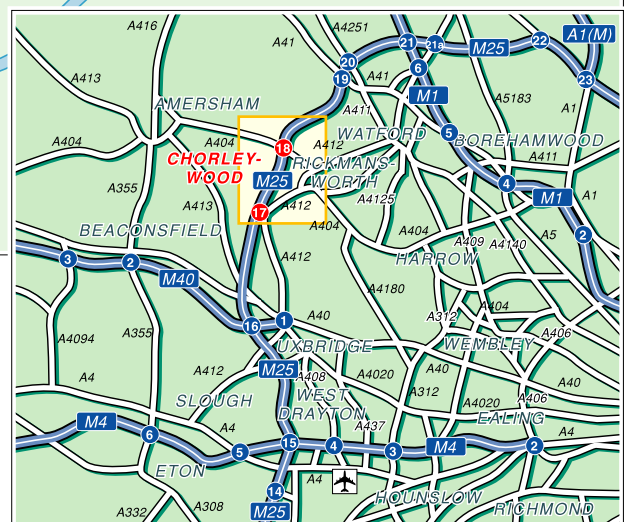 A416
A4251
A41
21
21a
M25
22
A1(M)
20
19
A41
6
A413
M1
23
A5183
A1
AMERSHAM
A411
WATFORD
5
BOREHAMWOOD
A404
A404
18
A412
A411
CHORLEY-
WOOD
RICKMANS-
WORTH
M25
4
A355
M1
A1
A413
17
A412
A4125
A404
A404
A409
A4140
A5
2
BEACONSFIELD
HARROW
3
2
M40
A412
A4180
A404
A312
A40
16
1
A406
A4094
A355
UXBRIDGE
WEMBLEY
A412
M25
A408
A4020
A40
A40
A4
A312
A406
SLOUGH
WEST
DRAYTON
A4020
EALING
M4
6
A4
A437
A4
5
15
4
3
M4
2
ETON
A4
14
HOUNSLOW
A332
A308
M25
RICHMOND